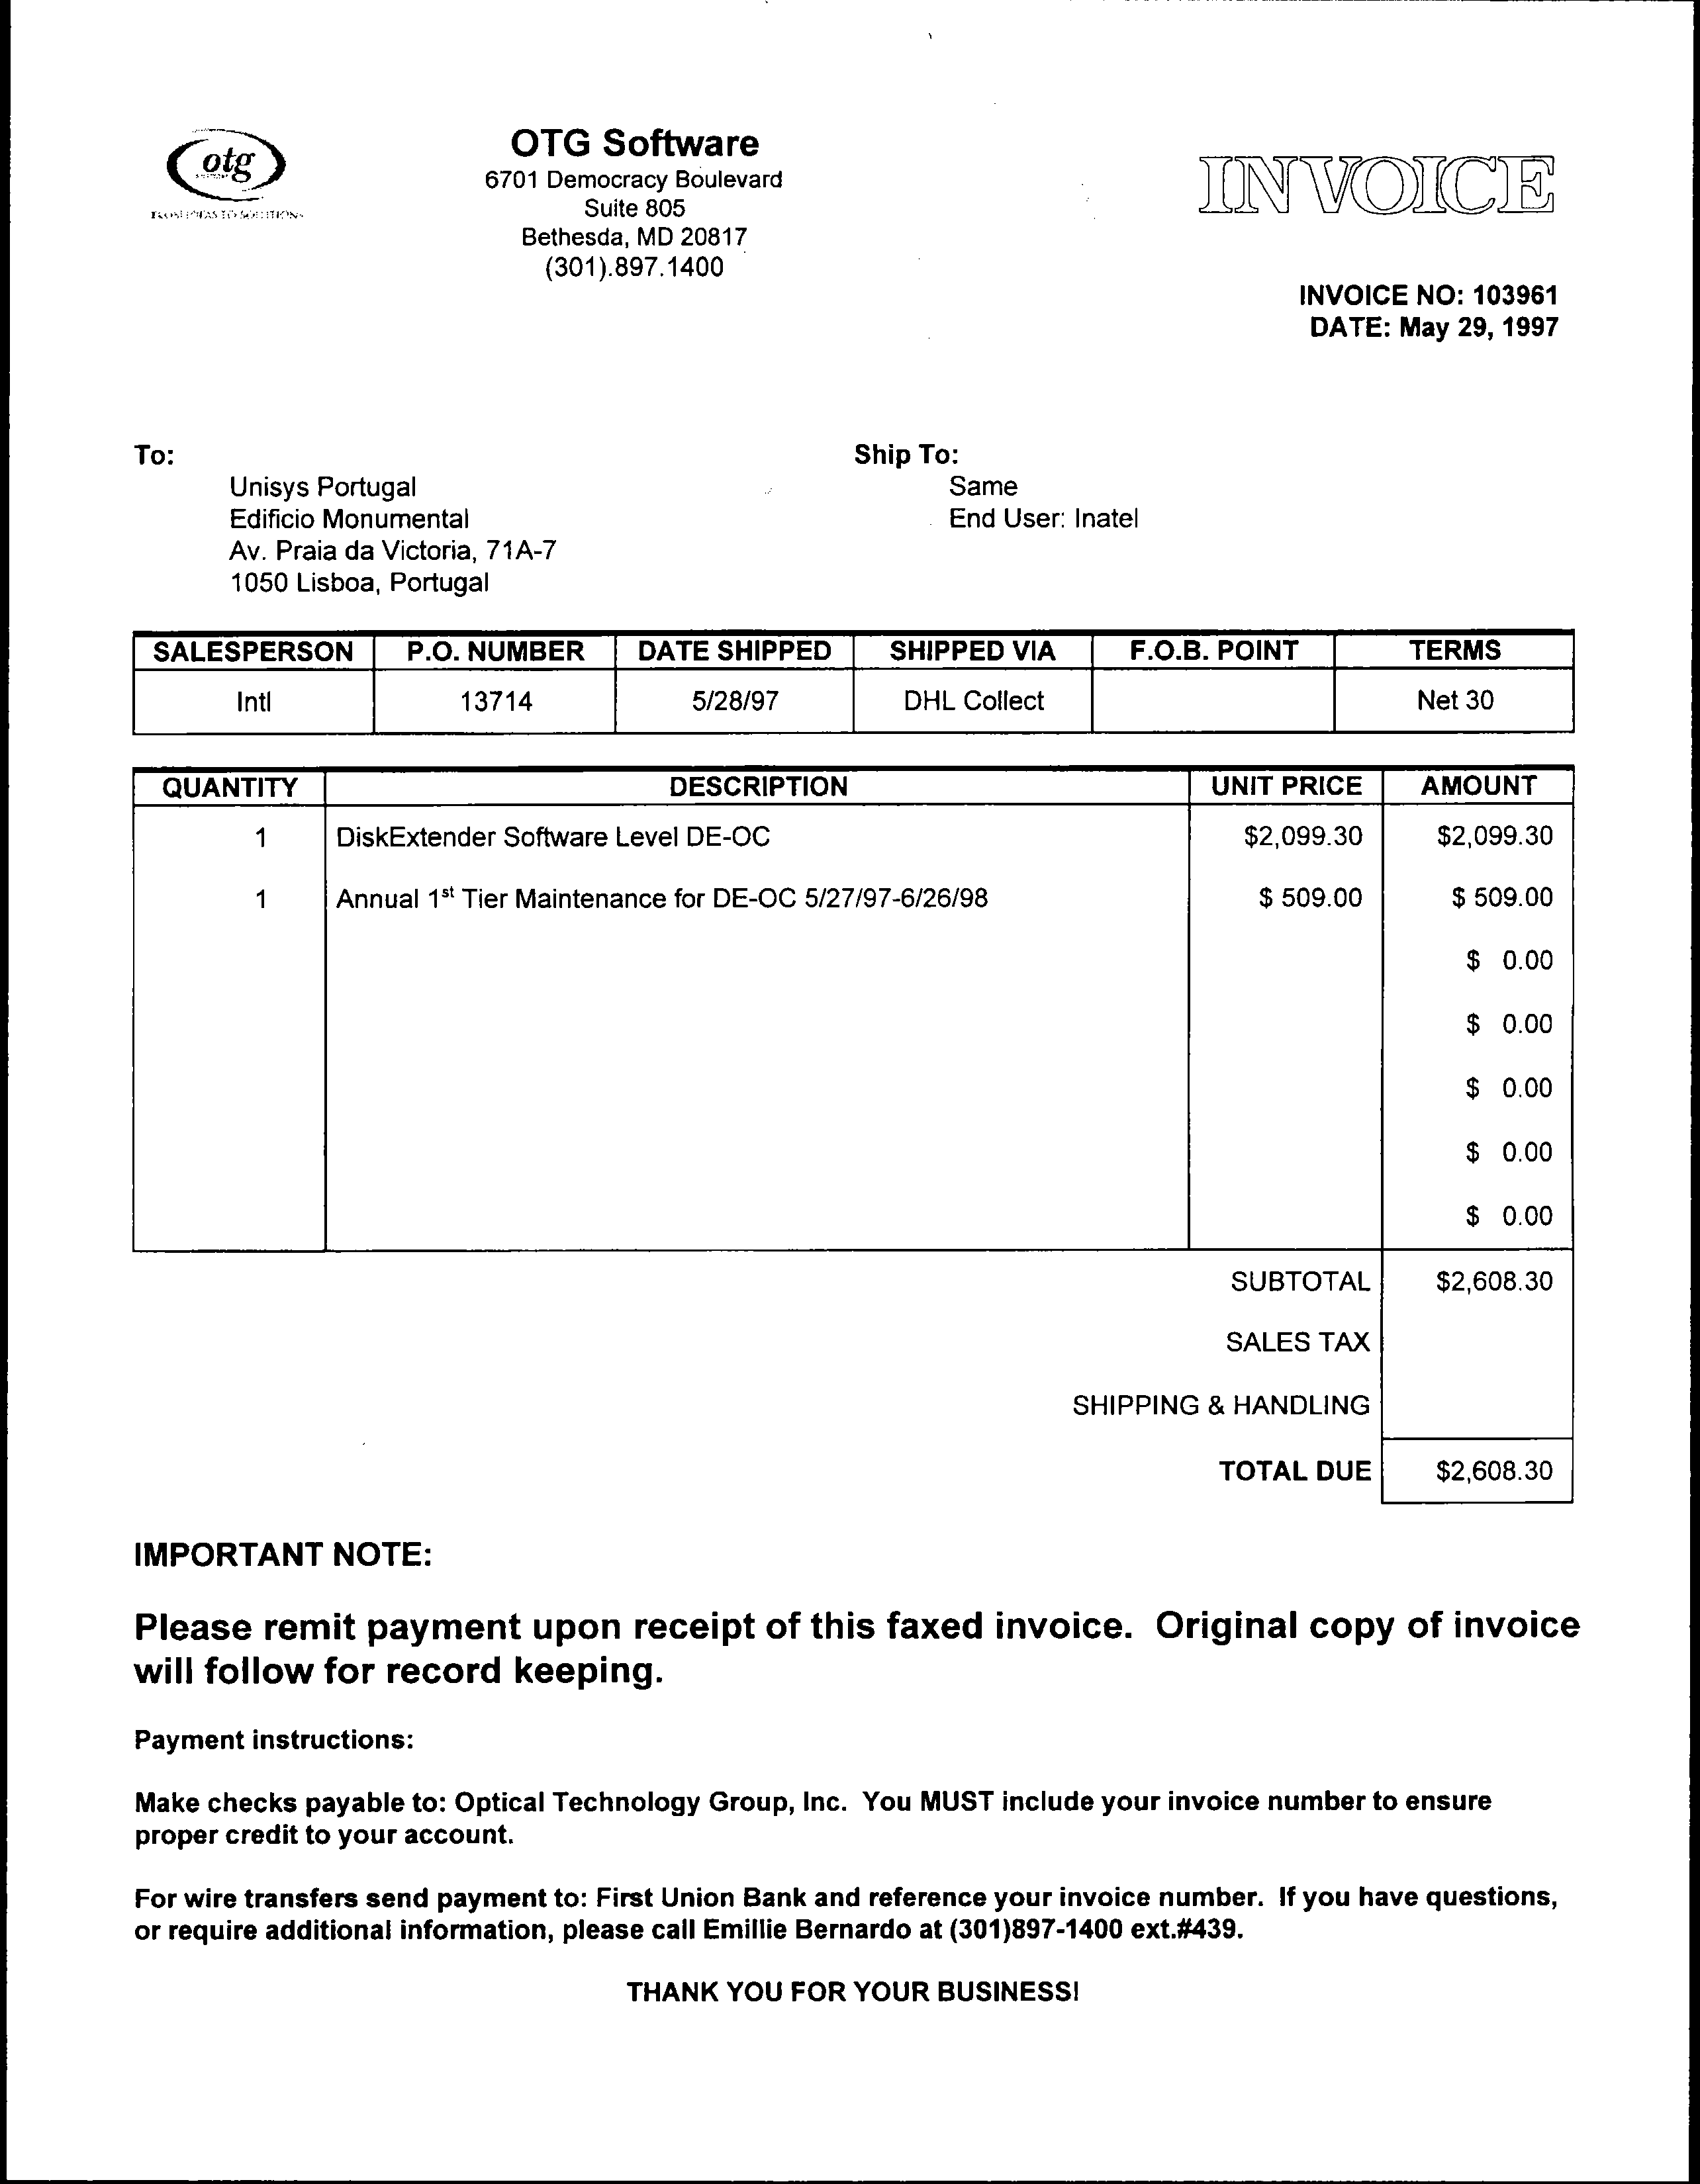 otg
OTG Software
6701 Democracy Boulevard
Suite 805
Bethesda, MD 20817
(301).897.1400
INVOICE
INVOICE NO: 103961
DATE: May 29, 1997
To:
Unisys Portugal
Edificio Monumental
Av. Praia da Victoria, 71A-7
1050 Lisboa, Portugal
Ship To:
Same
End User: Inatel
SALESPERSON P.O. NUMBER DATE SHIPPED SHIPPED VIA F.O.B. POINT TERMS
Intl 13714 5/28/97 DHL Collect Net 30
QUANTITY DESCRIPTION UNIT PRICE AMOUNT
1 DiskExtender Software Level DE-OC $2,099.30 $2,099.30
1 Annual 1st Tier Maintenance for DE-OC 5/27/97-6/26/98 $ 509.00 $ 509.00
$ 0.00
$ 0.00
$ 0.00
$ 0.00
$ 0.00
SUBTOTAL $2,608.30
SALES TAX
SHIPPING & HANDLING
TOTAL DUE $2,608.30
IMPORTANT NOTE:
Please remit payment upon receipt of this faxed invoice. Original copy of invoice
will follow for record keeping.
Payment instructions:
Make checks payable to: Optical Technology Group, Inc. You MUST include your invoice number to ensure
proper credit to your account.
For wire transfers send payment to: First Union Bank and reference your invoice number. If you have questions,
or require additional information, please call Emillie Bernardo at (301)897-1400 ext.#439.
THANK YOU FOR YOUR BUSINESS!